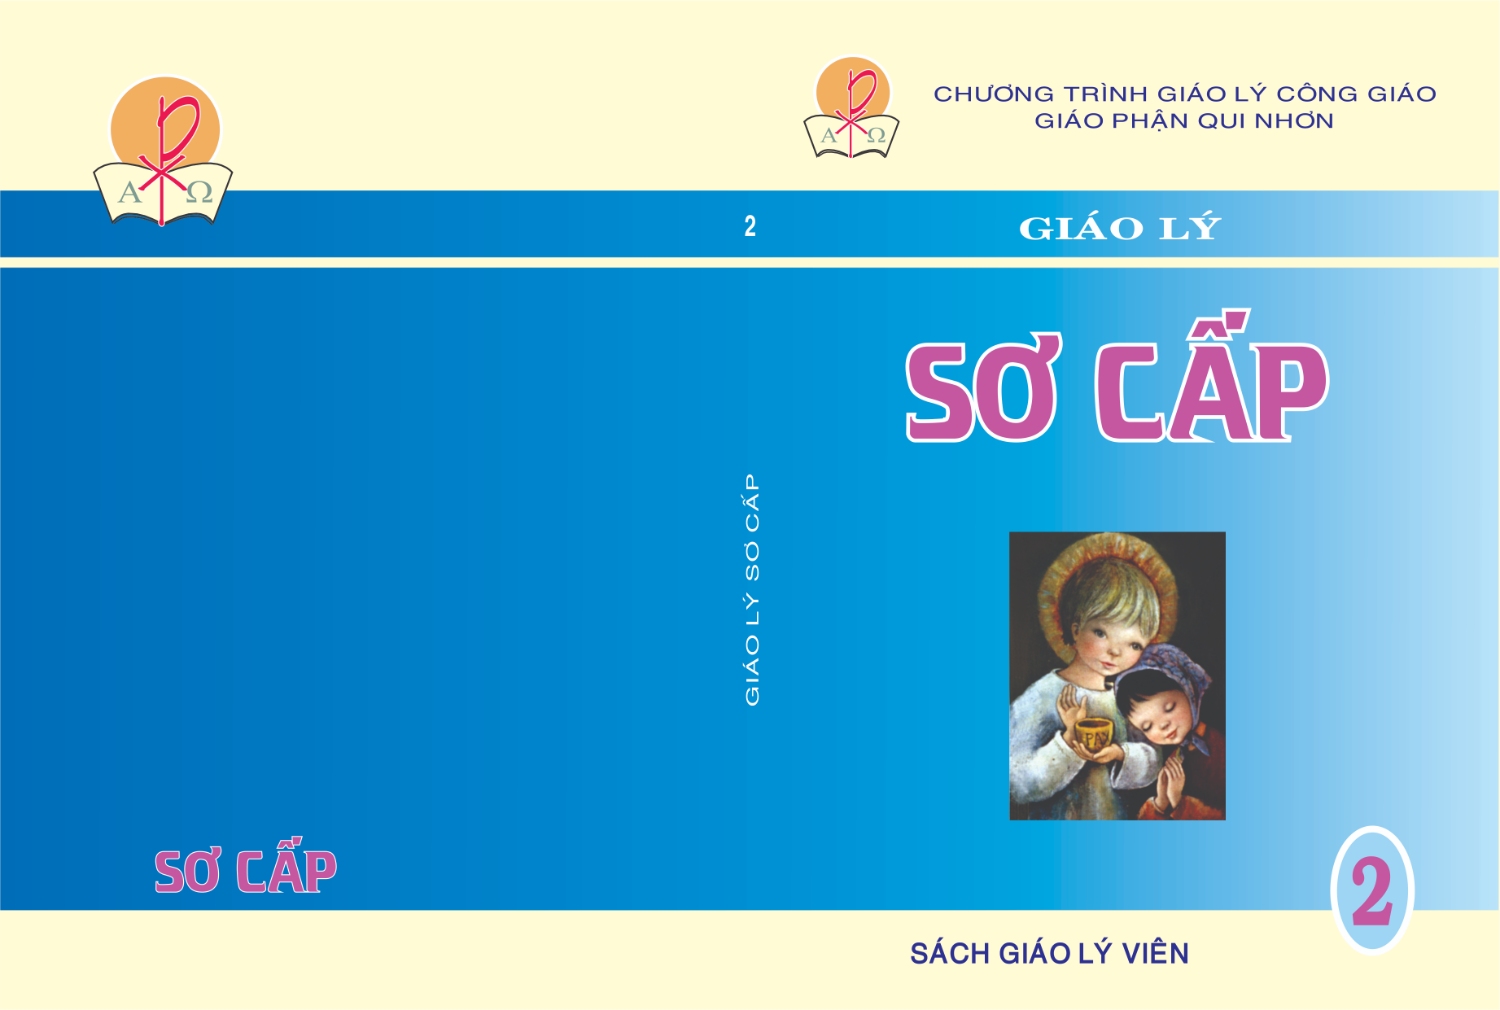 Α Ω
SƠ CẤP
2
GIÁO LÝ SƠ CẤP
Α Ω
CHƯƠNG TRÌNH GIÁO LÝ CÔNG GIÁO
GIÁO PHẬN QUI NHƠN
GIÁO LÝ
SƠ CẤP
PAX
2
SÁCH GIÁO LÝ VIÊN